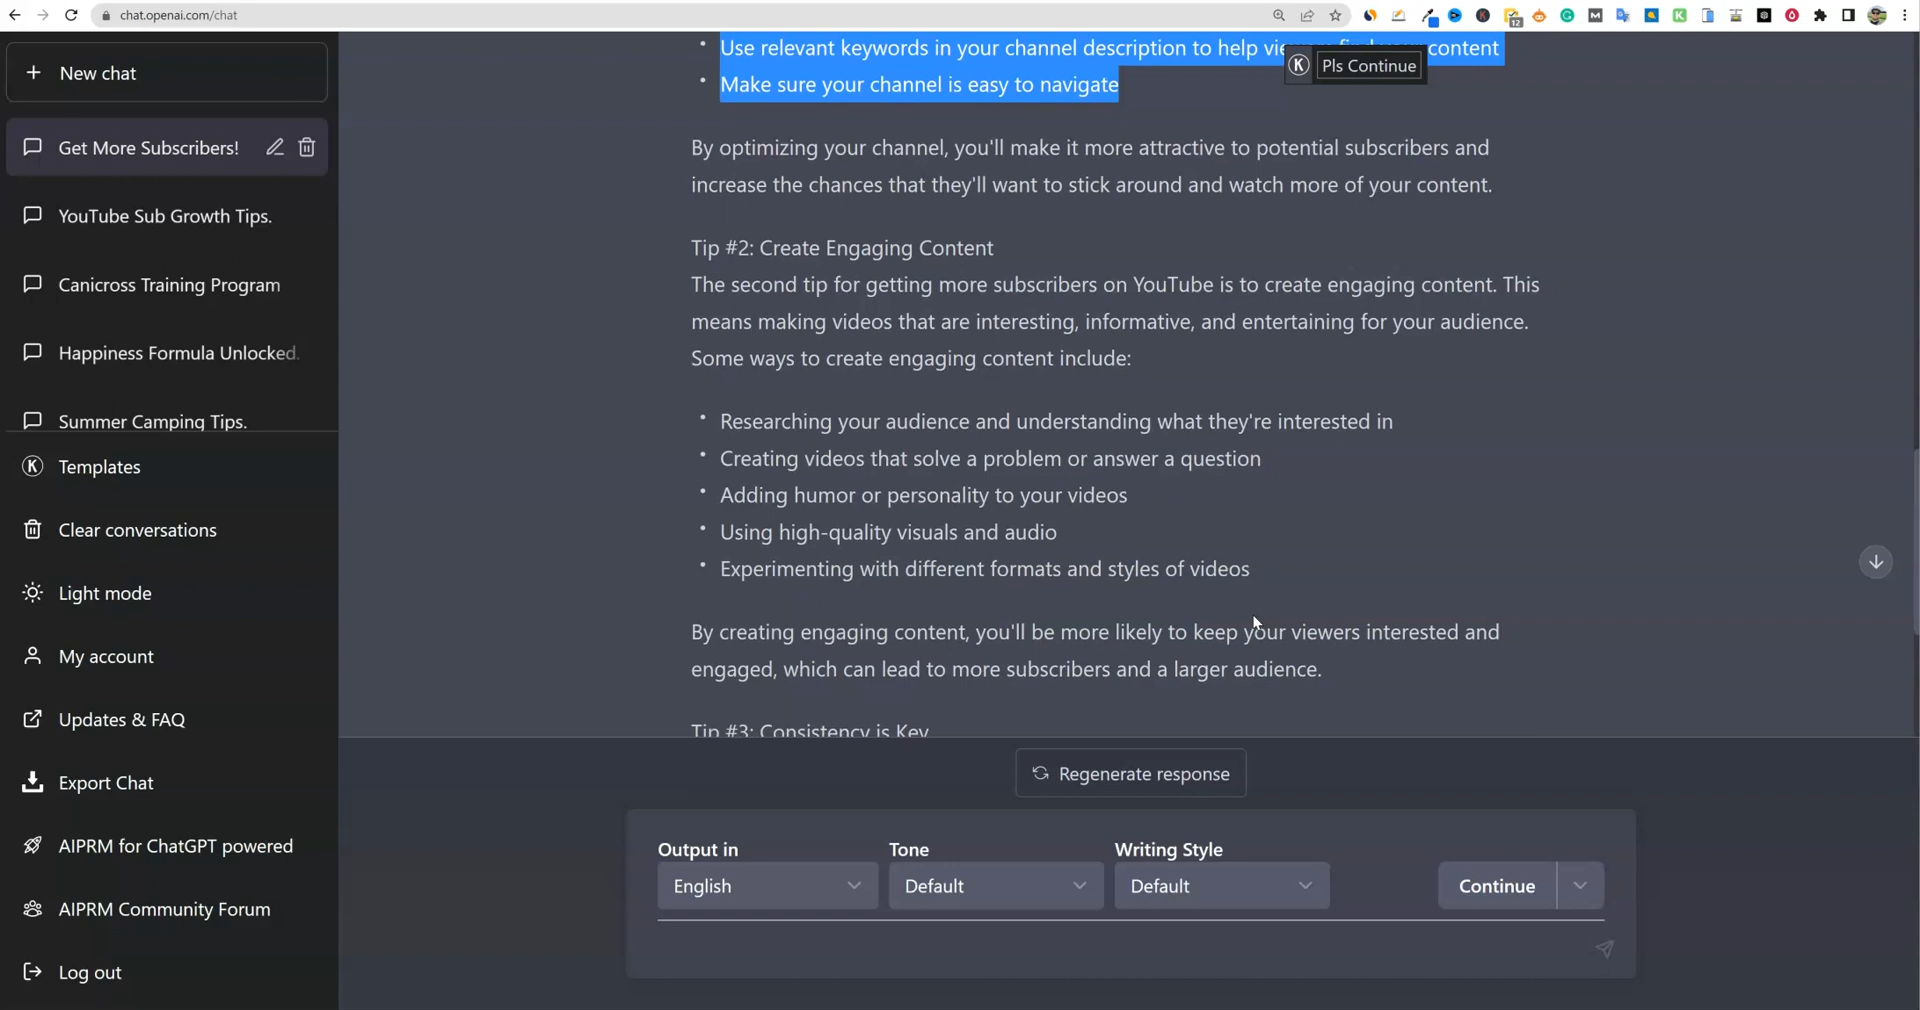 chat.openai.com/chat
12
New chat
Get More Subscribers!
YouTube Sub Growth Tips.
Canicross Training Program
Happiness Formula Unlocked.
Summer Camping Tips.
Templates
Clear conversations
Light mode
My account
Updates & FAQ
Export Chat
AIPRM for ChatGPT powered
AIPRM Community Forum
Log out
• Use relevant keywords in your channel description to help content
K Pls Continue
• Make sure your channel is easy to navigate
By optimizing your channel, you'll make it more attractive to potential subscribers and
increase the chances that they'll want to stick around and watch more of your content.
Tip #2: Create Engaging Content
The second tip for getting more subscribers on YouTube is to create engaging content. This
means making videos that are interesting, informative, and entertaining for your audience.
Some ways to create engaging content include:
• Researching your audience and understanding what they're interested in
• Creating videos that solve a problem or answer a question
• Adding humor or personality to your videos
• Using high-quality visuals and audio
• Experimenting with different formats and styles of videos
By creating engaging content, you'll be more likely to keep your viewers interested and
engaged, which can lead to more subscribers and a larger audience.
Tip #3: Consistency is Key
Regenerate response
Output in Tone Writing Style
English Default Default Continue